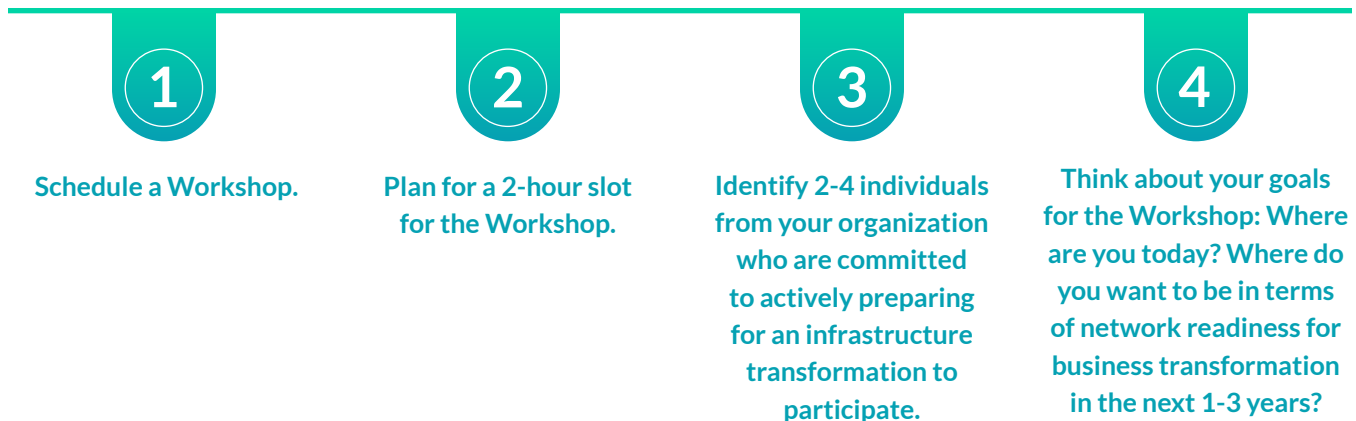 1
Schedule a Workshop.
2
Plan for a 2-hour slot
for the Workshop.
3
Identify 2-4 individuals
from your organization
who are committed
to actively preparing
for an infrastructure
transformation to
participate.
4
Think about your goals
for the Workshop: Where
are you today? Where do
you want to be in terms
of network readiness for
business transformation
in the next 1-3 years?